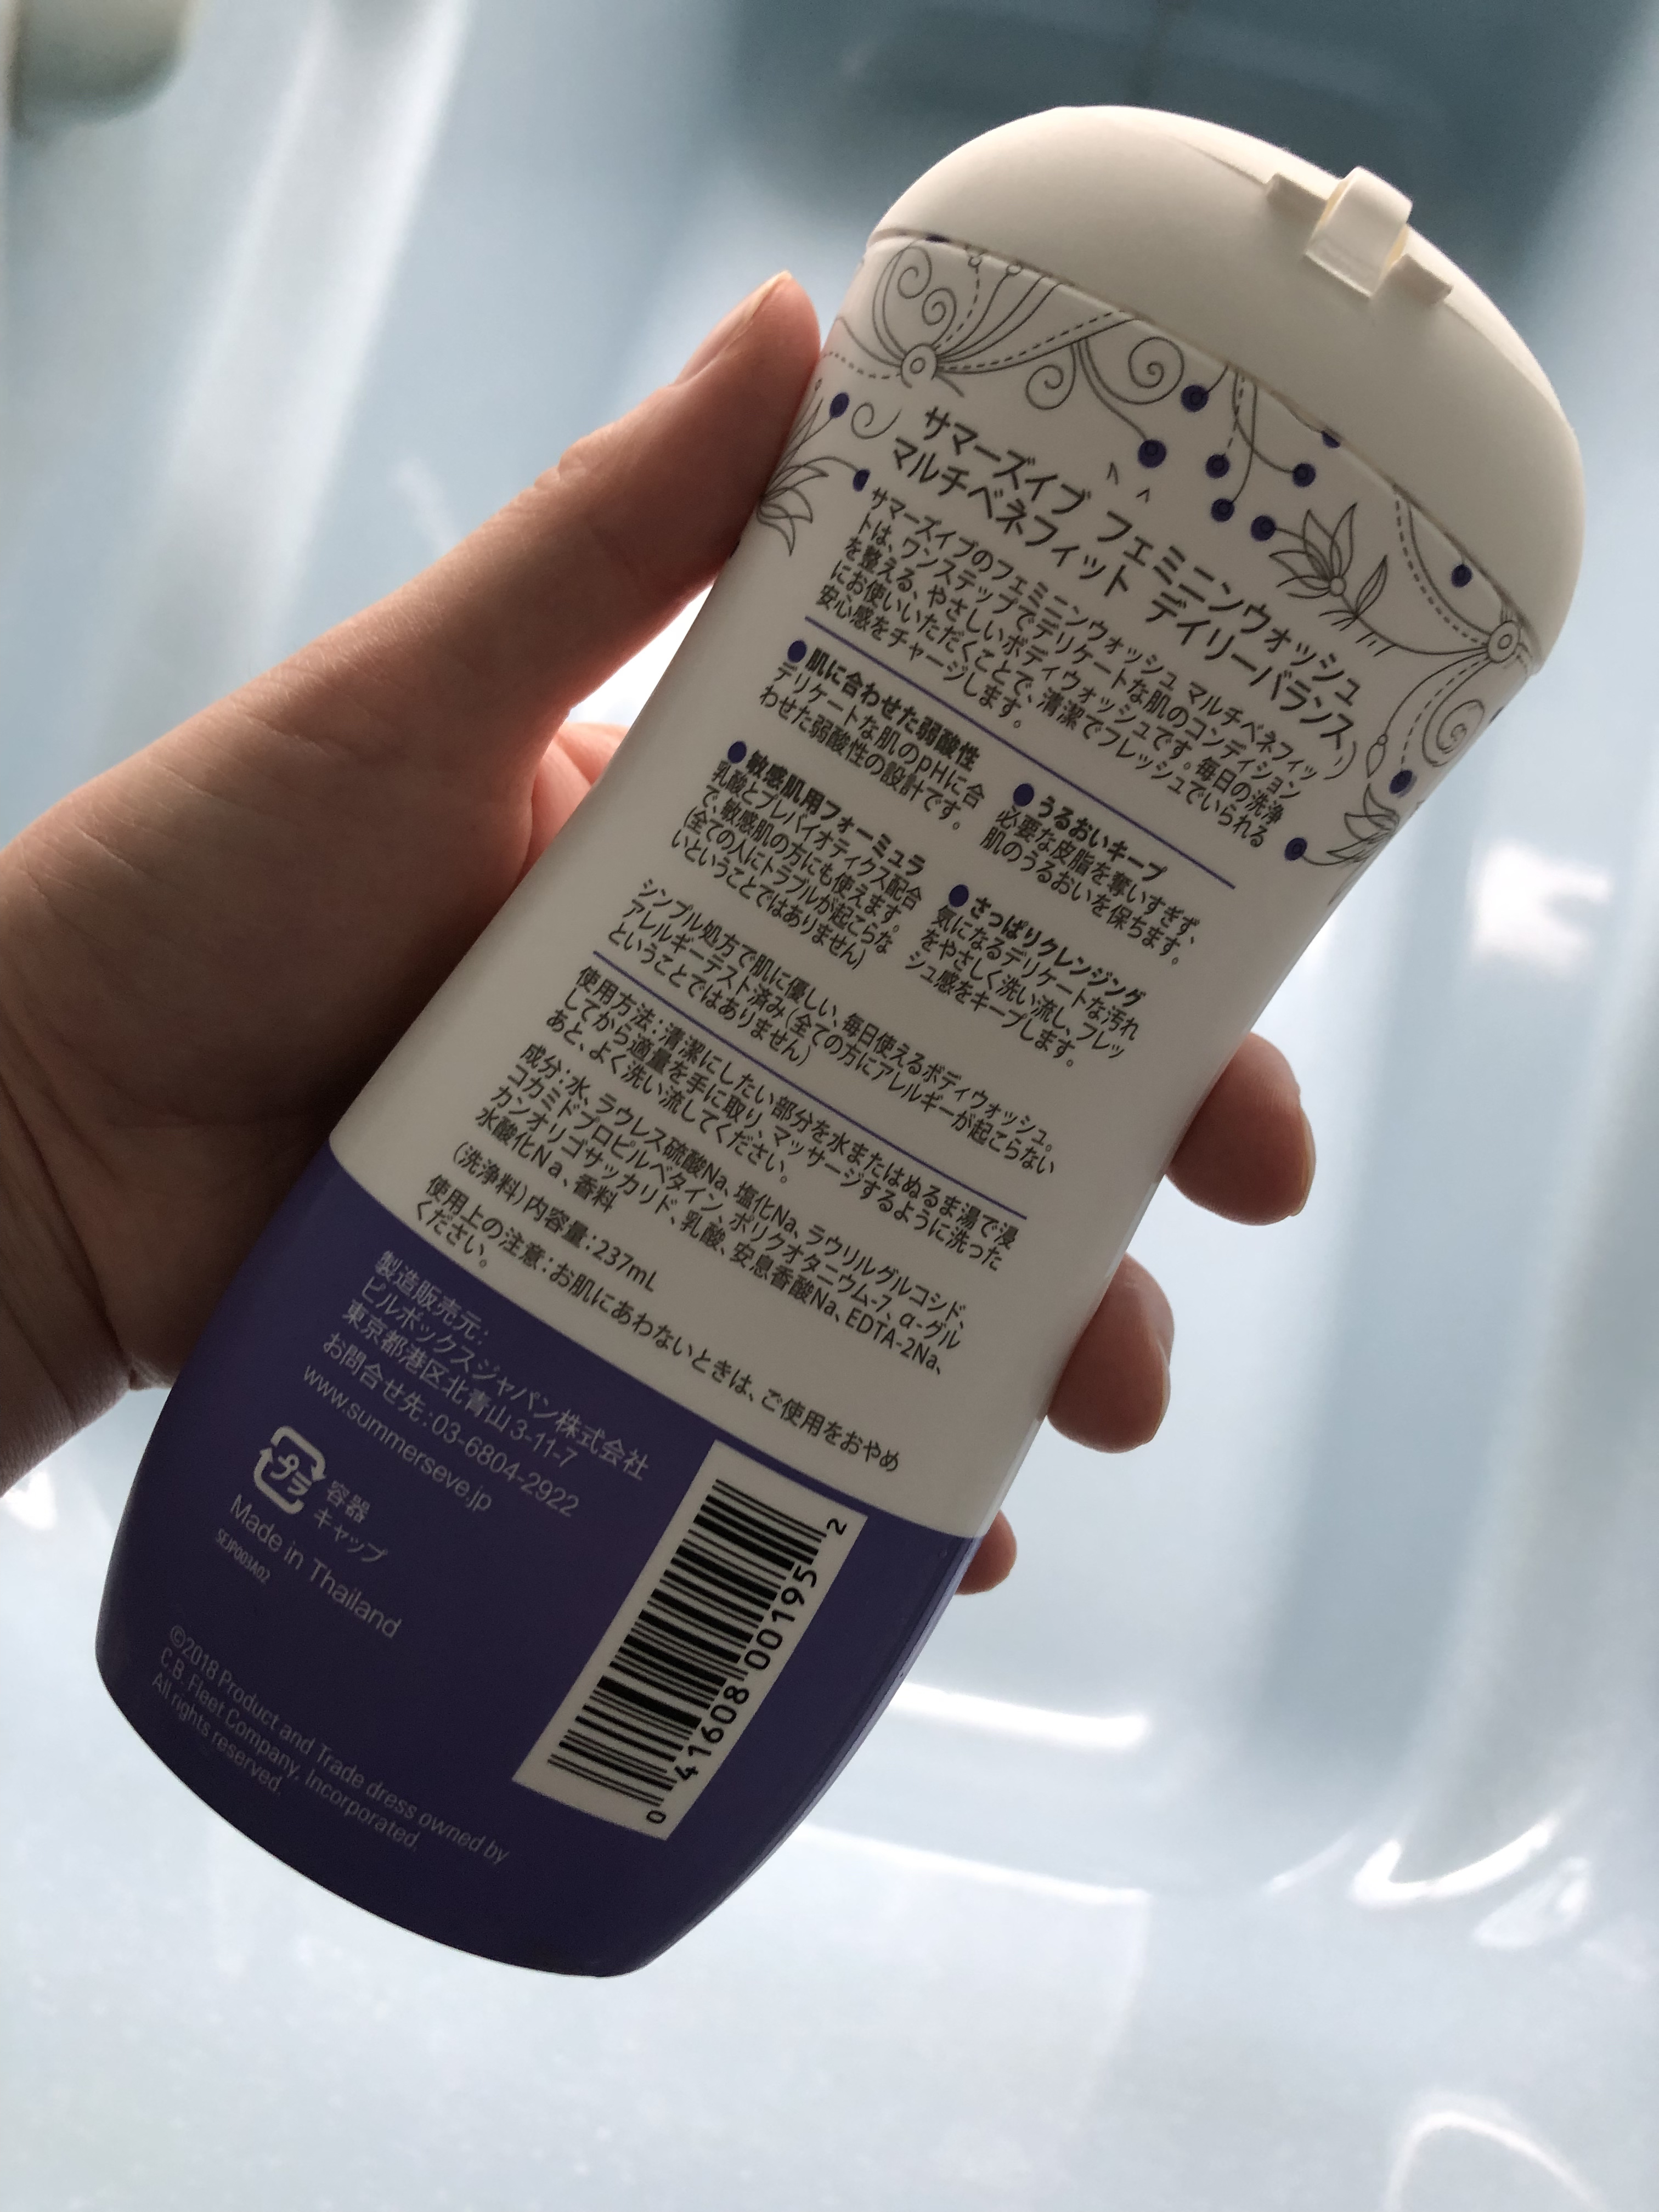 サマーズイブ フェミニンウォッシュ
マルチベネフィット デイリーバランス
サマーズイブのフェミニンウォッシュ マルチベネフィッ
トは、ワンステップでデリケートな肌のコンディション
を整える、やさしいボディウォッシュです。毎日の洗浄
にお使いいただくことで、清潔でフレッシュでいられる
安心感をチャージします。
●肌に合わせた弱酸性
デリケートな肌のpHに合
わせた弱酸性の設計です。
●うるおいキープ
必要な皮脂を奪いすぎず、
肌のうるおいを保ちます。
●敏感肌用フォーミュラ
乳酸とプレバイオティクス配合
で、敏感肌の方にも使えます。
(全ての人にトラブルが起こらな
いということではありません)
●さっぱりクレンジング
気になるデリケートな汚れ
をやさしく洗い流し、フレッ
シュ感をキープします。
シンプル処方で肌に優しい、毎日使えるボディウォッシュ。
アレルギーテスト済み(全ての方にアレルギーが起こらない
ということではありません)
使用方法：清潔にしたい部分を水またはぬるま湯で浸
してから適量を手に取り、マッサージするように洗った
あと、よく洗い流してください。
成分：水、ラウレス硫酸Na、塩化Na、ラウリルグルコシド、
コカミドプロピルベタイン、ポリクオタニウム-7、α-グル
カンオリゴサッカリド、乳酸、安息香酸Na、EDTA-2Na、
水酸化Na、香料
(洗浄料)内容量：237mL
使用上の注意：お肌にあわないときは、ご使用をおやめ
ください。
製造販売元：
ピルボックスジャパン株式会社
東京都港区北青山3-11-7
お問合せ先：03-6804-2922
www.summerseve.jp
プラ
容器
キャップ
Made in Thailand
SEJP003A02
©2018 Product and Trade dress owned by
C.B. Fleet Company, Incorporated.
All rights reserved.
0 41608 00195 2